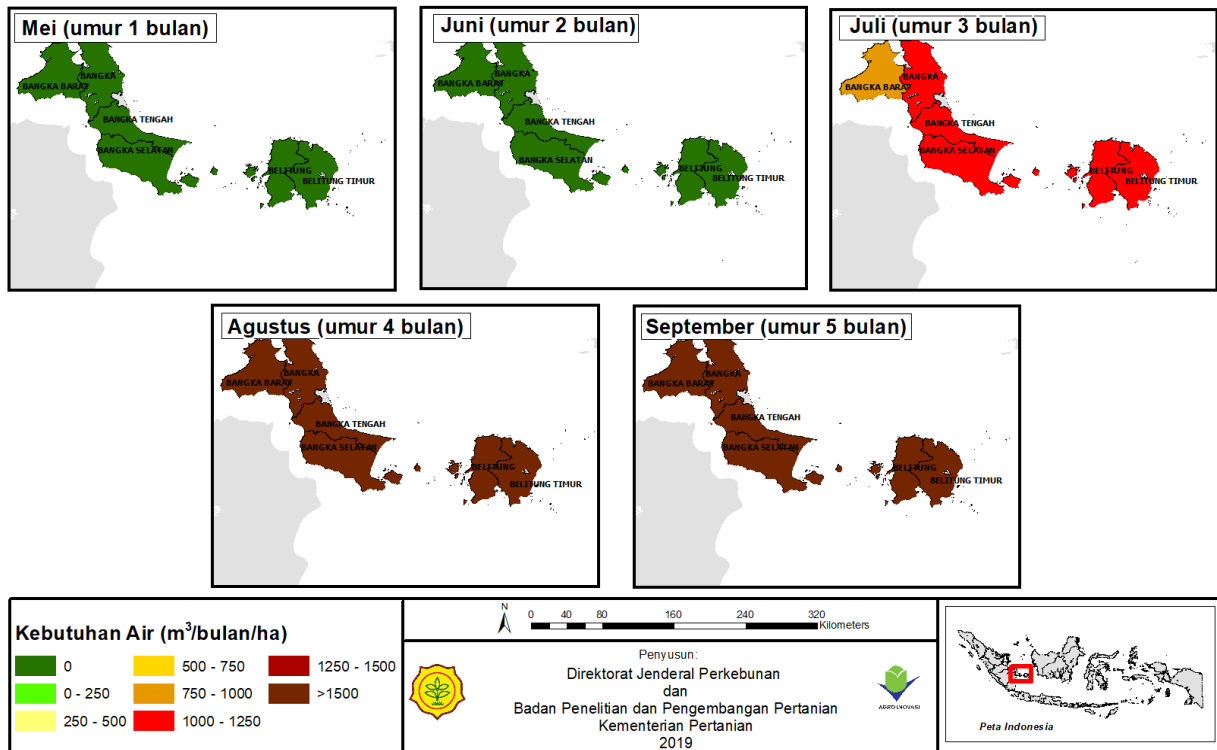 Mei (umur 1 bulan)
BANGKA
BANGKA BARAT
BANGKA TENGAH
BANGKA SELATAN
BELITUNG
BELITUNG TIMUR
Juni (umur 2 bulan)
BANGKA
BANGKA BARAT
BANGKA TENGAH
BANGKA SELATAN
BELITUNG
BELITUNG TIMUR
Juli (umur 3 bulan)
BANGKA
BANGKA BARAT
BANGKA TENGAH
BANGKA SELATAN
BELITUNG
BELITUNG TIMUR
Agustus (umur 4 bulan)
BANGKA
BANGKA BARAT
BANGKA TENGAH
BANGKA SELATAN
BELITUNG
BELITUNG TIMUR
September (umur 5 bulan)
BANGKA
BANGKA BARAT
BANGKA TENGAH
BANGKA SELATAN
BELITUNG
BELITUNG TIMUR
Kebutuhan Air (m³/bulan/ha)
0
0 - 250
250 - 500
500 - 750
750 - 1000
1000 - 1250
1250 - 1500
>1500
N
0 40 80 160 240 320
Kilometers
Penyusun:
Direktorat Jenderal Perkebunan
dan
Badan Penelitian dan Pengembangan Pertanian
Kementerian Pertanian
2019
AGRO INOVASI
Peta Indonesia